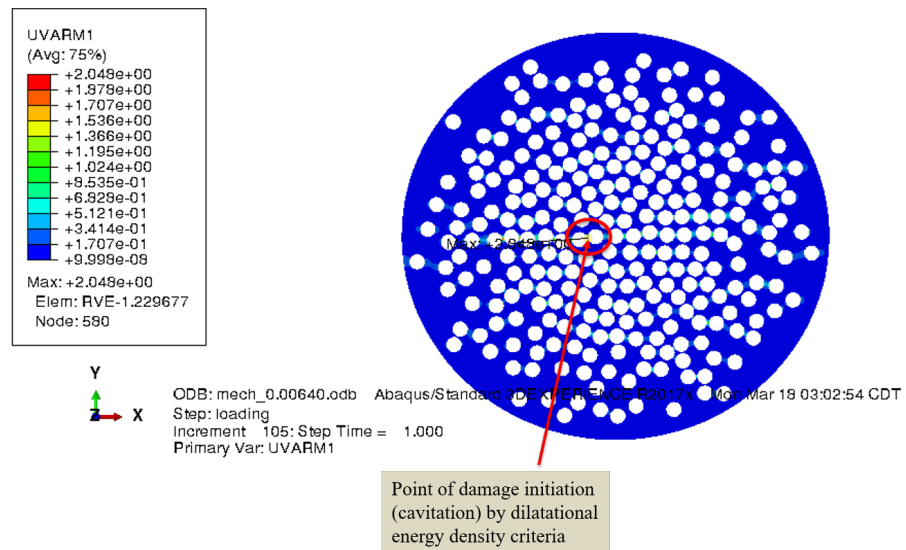 UVARM1
(Avg: 75%)
+2.048e+00
+1.878e+00
+1.707e+00
+1.536e+00
+1.366e+00
+1.195e+00
+1.024e+00
+8.535e-01
+6.828e-01
+5.121e-01
+3.414e-01
+1.707e-01
+9.998e-08
Max: +2.048e+00
Elem: RVE-1.229677
Node: 580
Max: +2.048e+00
Y
Z
X
ODB: mech_0.00640.odb Abaqus/Standard 3DEXPERIENCE R2017x Mon Mar 18 03:02:54 CDT
Step: loading
Increment 105: Step Time = 1.000
Primary Var: UVARM1
Point of damage initiation
(cavitation) by dilatational
energy density criteria